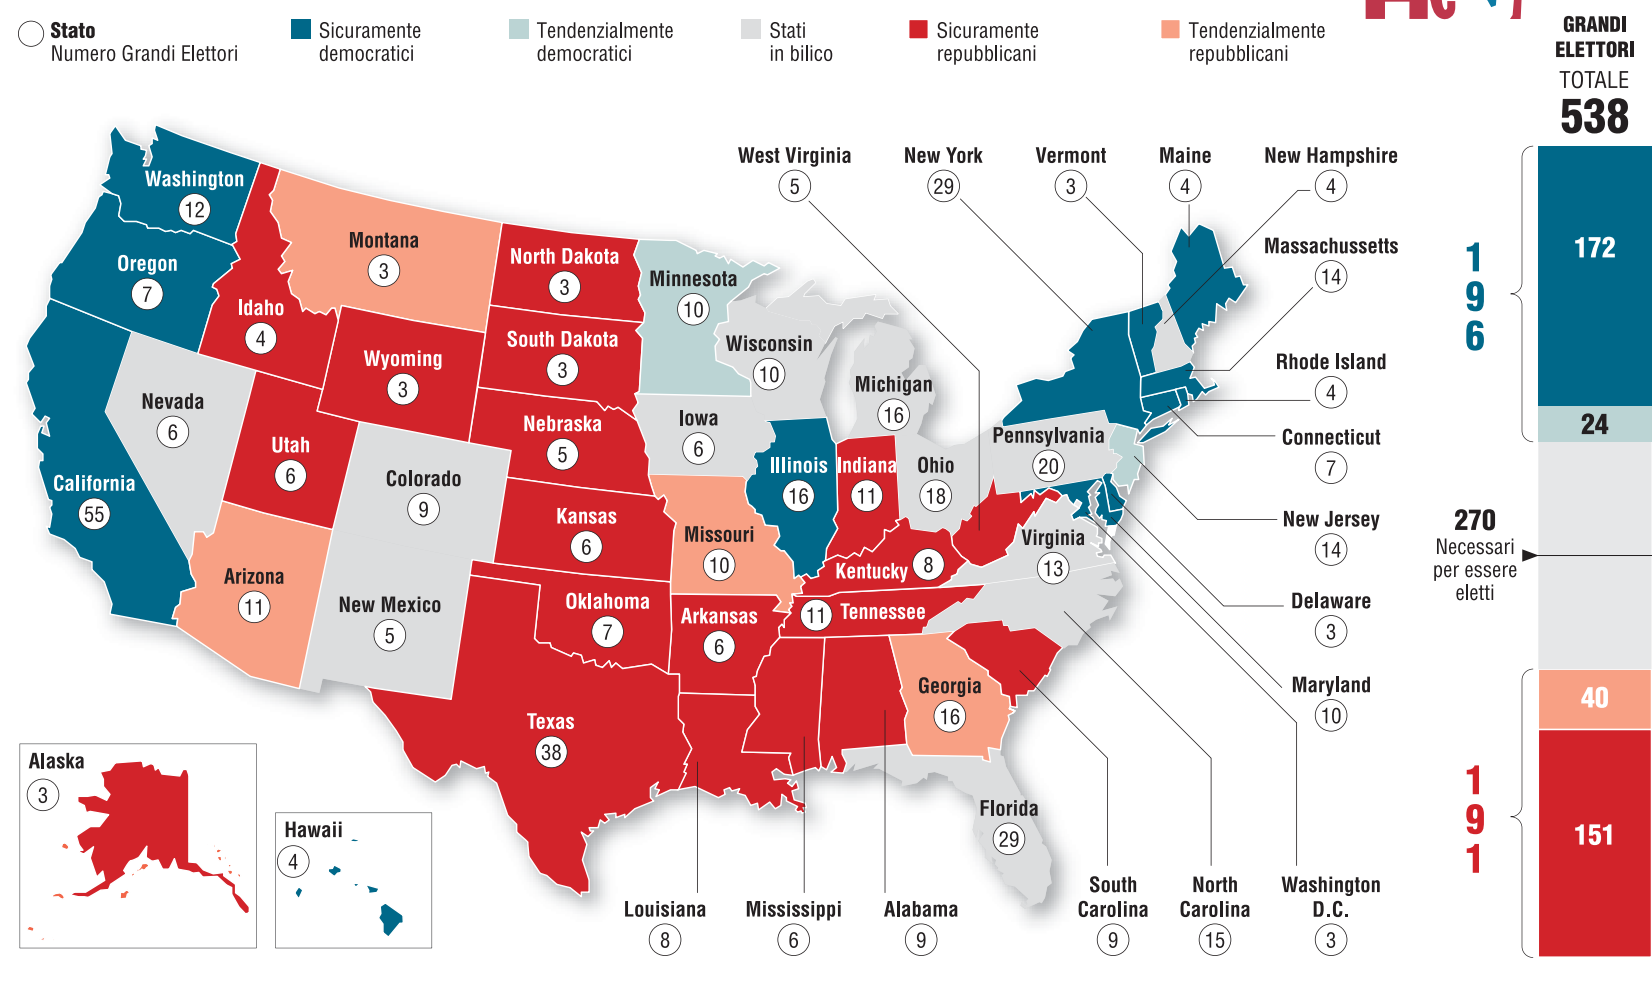 Stato
Numero Grandi Elettori
Sicuramente
democratici
Tendenzialmente
democratici
Stati
in bilico
Sicuramente
repubblicani
Tendenzialmente
repubblicani
GRANDI
ELETTORI
TOTALE
538
West Virginia
5
New York
29
Vermont
3
Maine
4
New Hampshire
4
Washington
12
Oregon
7
Idaho
4
Montana
3
Wyoming
3
North Dakota
3
South Dakota
3
Minnesota
10
Wisconsin
10
Michigan
16
Massachussetts
14
Rhode Island
4
Connecticut
7
New Jersey
14
Delaware
3
Maryland
10
Nevada
6
California
55
Utah
6
Colorado
9
Nebraska
5
Kansas
6
Iowa
6
Illinois
16
Indiana
11
Ohio
18
Pennsylvania
20
Virginia
13
Missouri
10
Kentucky 8
11 Tennessee
Arizona
11
New Mexico
5
Oklahoma
7
Arkansas
6
Texas
38
Georgia
16
Florida
29
Alaska
3
Hawaii
4
Louisiana
8
Mississippi
6
Alabama
9
South
Carolina
9
North
Carolina
15
Washington
D.C.
3
172
1
9
6
24
270
Necessari
per essere
eletti
40
1
9
1
151